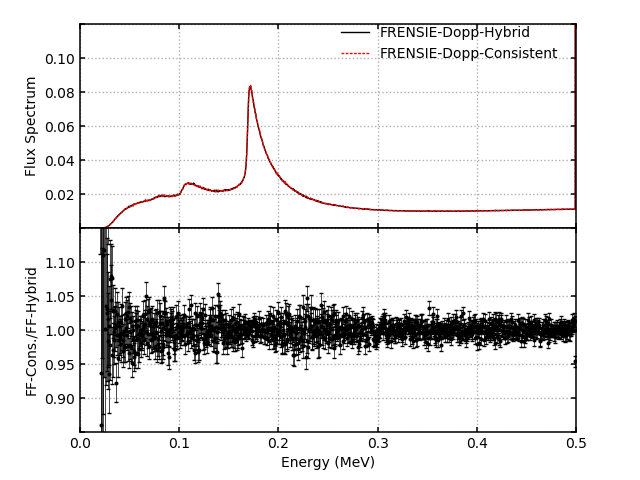 FRENSIE-Dopp-Hybrid
FRENSIE-Dopp-Consistent
Flux Spectrum
0.10
0.08
0.06
0.04
0.02
FF-Cons./FF-Hybrid
1.10
1.05
1.00
0.95
0.90
0.0 0.1 0.2 0.3 0.4 0.5
Energy (MeV)